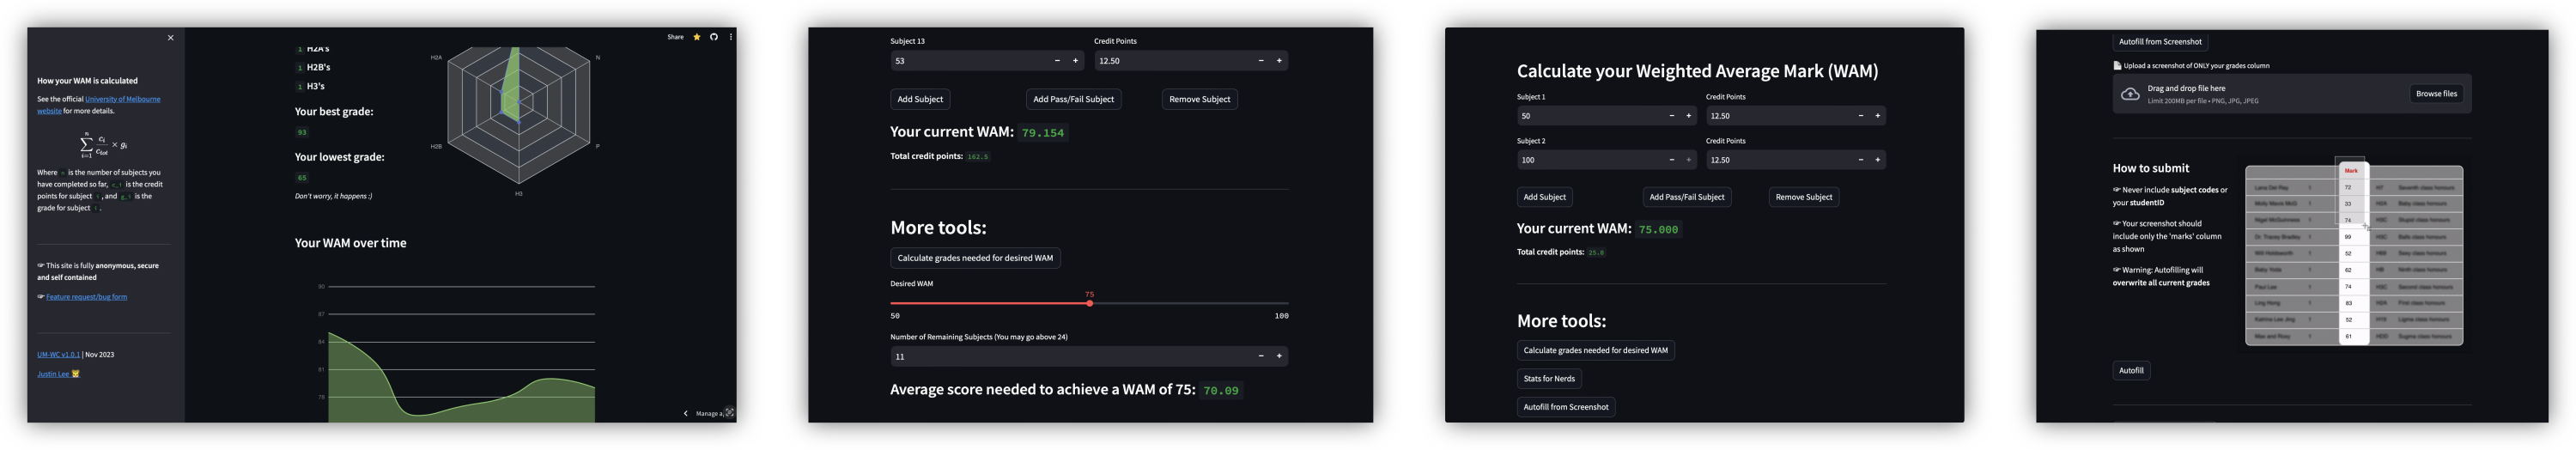 How your WAM is calculated
See the official University of Melbourne
website for more details.
n
∑ c_i/c_tot × g_i
i=1
Where n is the number of subjects you
have completed so far, c_i is the credit
points for subject i, and g_i is the
grade for subject i.
☞ This site is fully anonymous, secure
and self contained
☞ Feature request/bug form
UM-WC v1.0.1 | Nov 2023
Justin Lee
Share
1 H2A's
1 H2B's
1 H3's
Your best grade:
93
Your lowest grade:
65
Don't worry, it happens :)
H2A
N
H2B
P
H3
Your WAM over time
90
87
84
81
78
Manage a
Subject 13
Credit Points
53
12.50
Add Subject
Add Pass/Fail Subject
Remove Subject
Your current WAM: 79.154
Total credit points: 162.5
More tools:
Calculate grades needed for desired WAM
Desired WAM
75
50
100
Number of Remaining Subjects (You may go above 24)
11
Average score needed to achieve a WAM of 75: 70.09
Calculate your Weighted Average Mark (WAM)
Subject 1
Credit Points
50
12.50
Subject 2
Credit Points
100
12.50
Add Subject
Add Pass/Fail Subject
Remove Subject
Your current WAM: 75.000
Total credit points: 25.0
More tools:
Calculate grades needed for desired WAM
Stats for Nerds
Autofill from Screenshot
Autofill from Screenshot
Upload a screenshot of ONLY your grades column
Drag and drop file here
Limit 200MB per file • PNG, JPG, JPEG
Browse files
How to submit
☞ Never include subject codes or
your studentID
☞ Your screenshot should
include only the 'marks' column
as shown
☞ Warning: Autofilling will
overwrite all current grades
Mark
72
33
74
99
52
62
74
83
52
61
Autofill